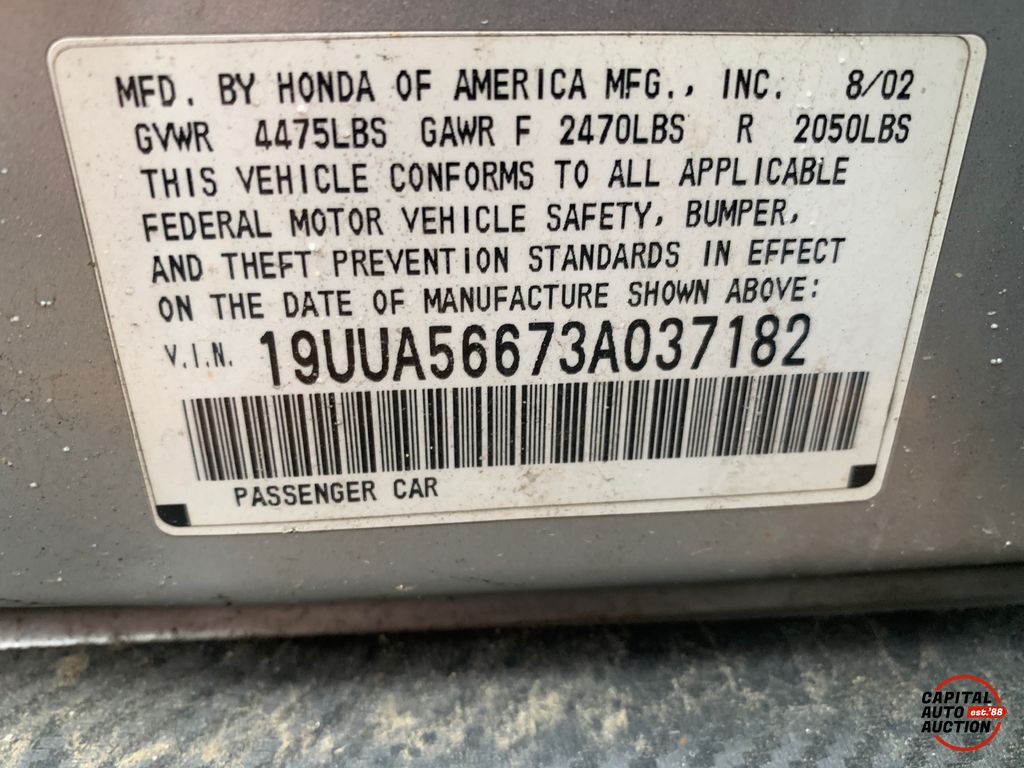 MFD. BY HONDA OF AMERICA MFG., INC. 8/02
GVWR 4475LBS GAWR F 2470LBS R 2050LBS
THIS VEHICLE CONFORMS TO ALL APPLICABLE
FEDERAL MOTOR VEHICLE SAFETY, BUMPER,
AND THEFT PREVENTION STANDARDS IN EFFECT
ON THE DATE OF MANUFACTURE SHOWN ABOVE:
V.I.N. 19UUA56673A037182
PASSENGER CAR
CAPITAL
AUTO est.'88
AUCTION